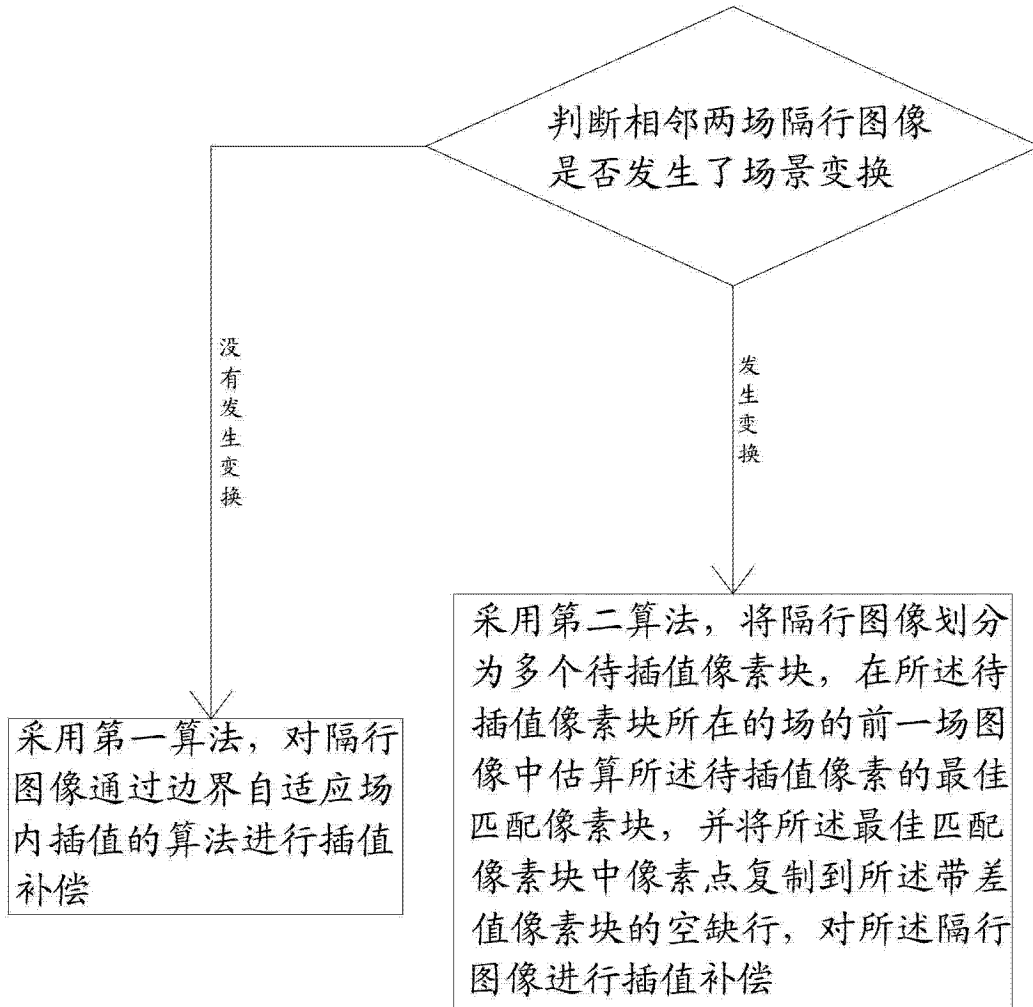 判断相邻两场隔行图像
是否发生了场景变换
没有发生变换
发生变换
采用第一算法，对隔行
图像通过边界自适应场
内插值的算法进行插值
补偿
采用第二算法，将隔行图像划分
为多个待插值像素块，在所述待
插值像素块所在的场的前一场图
像中估算所述待插值像素的最佳
匹配像素块，并将所述最佳匹配
像素块中像素点复制到所述带差
值像素块的空缺行，对所述隔行
图像进行插值补偿